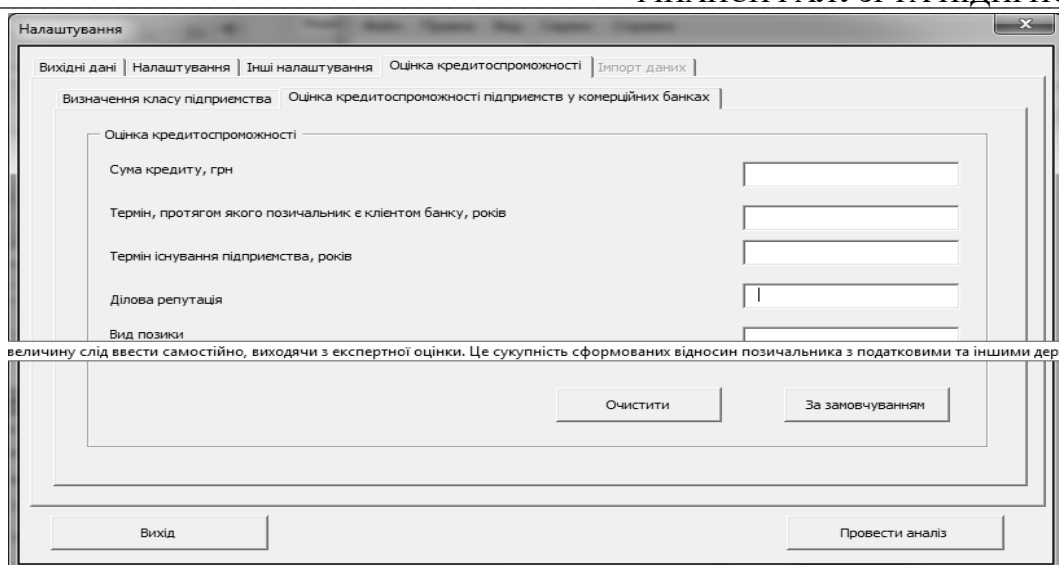 Налаштування
Вихідні дані Налаштування Інші налаштування Оцінка кредитоспроможності Імпорт даних
Визначення класу підприємства Оцінка кредитоспроможності підприємств у комерційних банках
Оцінка кредитоспроможності
Сума кредиту, грн
Термін, протягом якого позичальник є клієнтом банку, років
Термін існування підприємства, років
Ділова репутація
Вид позики
величину слід ввести самостійно, виходячи з експертної оцінки. Це сукупність сформованих відносин позичальника з податковими та іншими дер
Очистити За замовчуванням
Вихід Провести аналіз